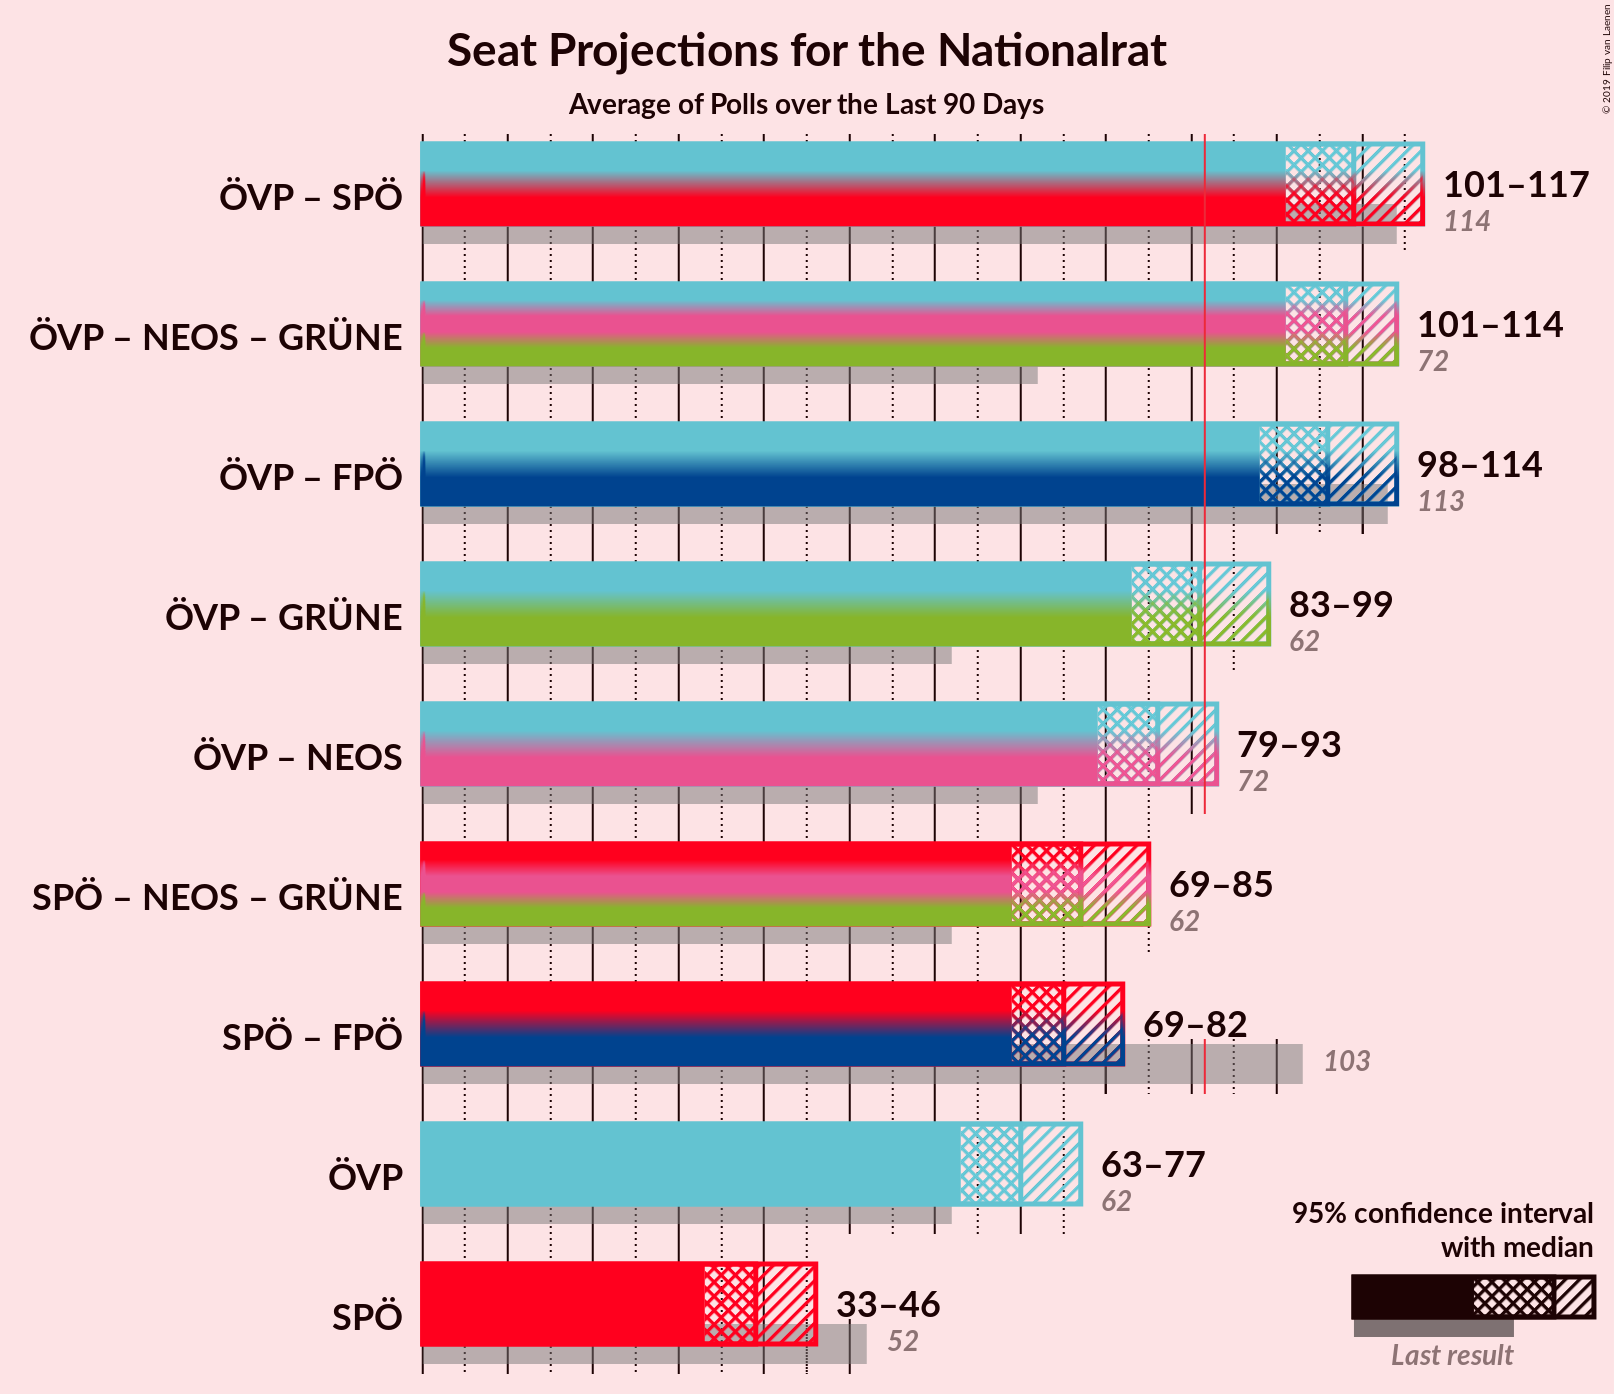 Seat Projections for the Nationalrat
Average of Polls over the Last 90 Days
© 2019 Filip van Laenen
ÖVP – SPÖ
101–117
114
ÖVP – NEOS – GRÜNE
101–114
72
ÖVP – FPÖ
98–114
113
ÖVP – GRÜNE
83–99
62
ÖVP – NEOS
79–93
72
SPÖ – NEOS – GRÜNE
69–85
62
SPÖ – FPÖ
69–82
103
ÖVP
63–77
62
SPÖ
33–46
52
95% confidence interval
with median
Last result